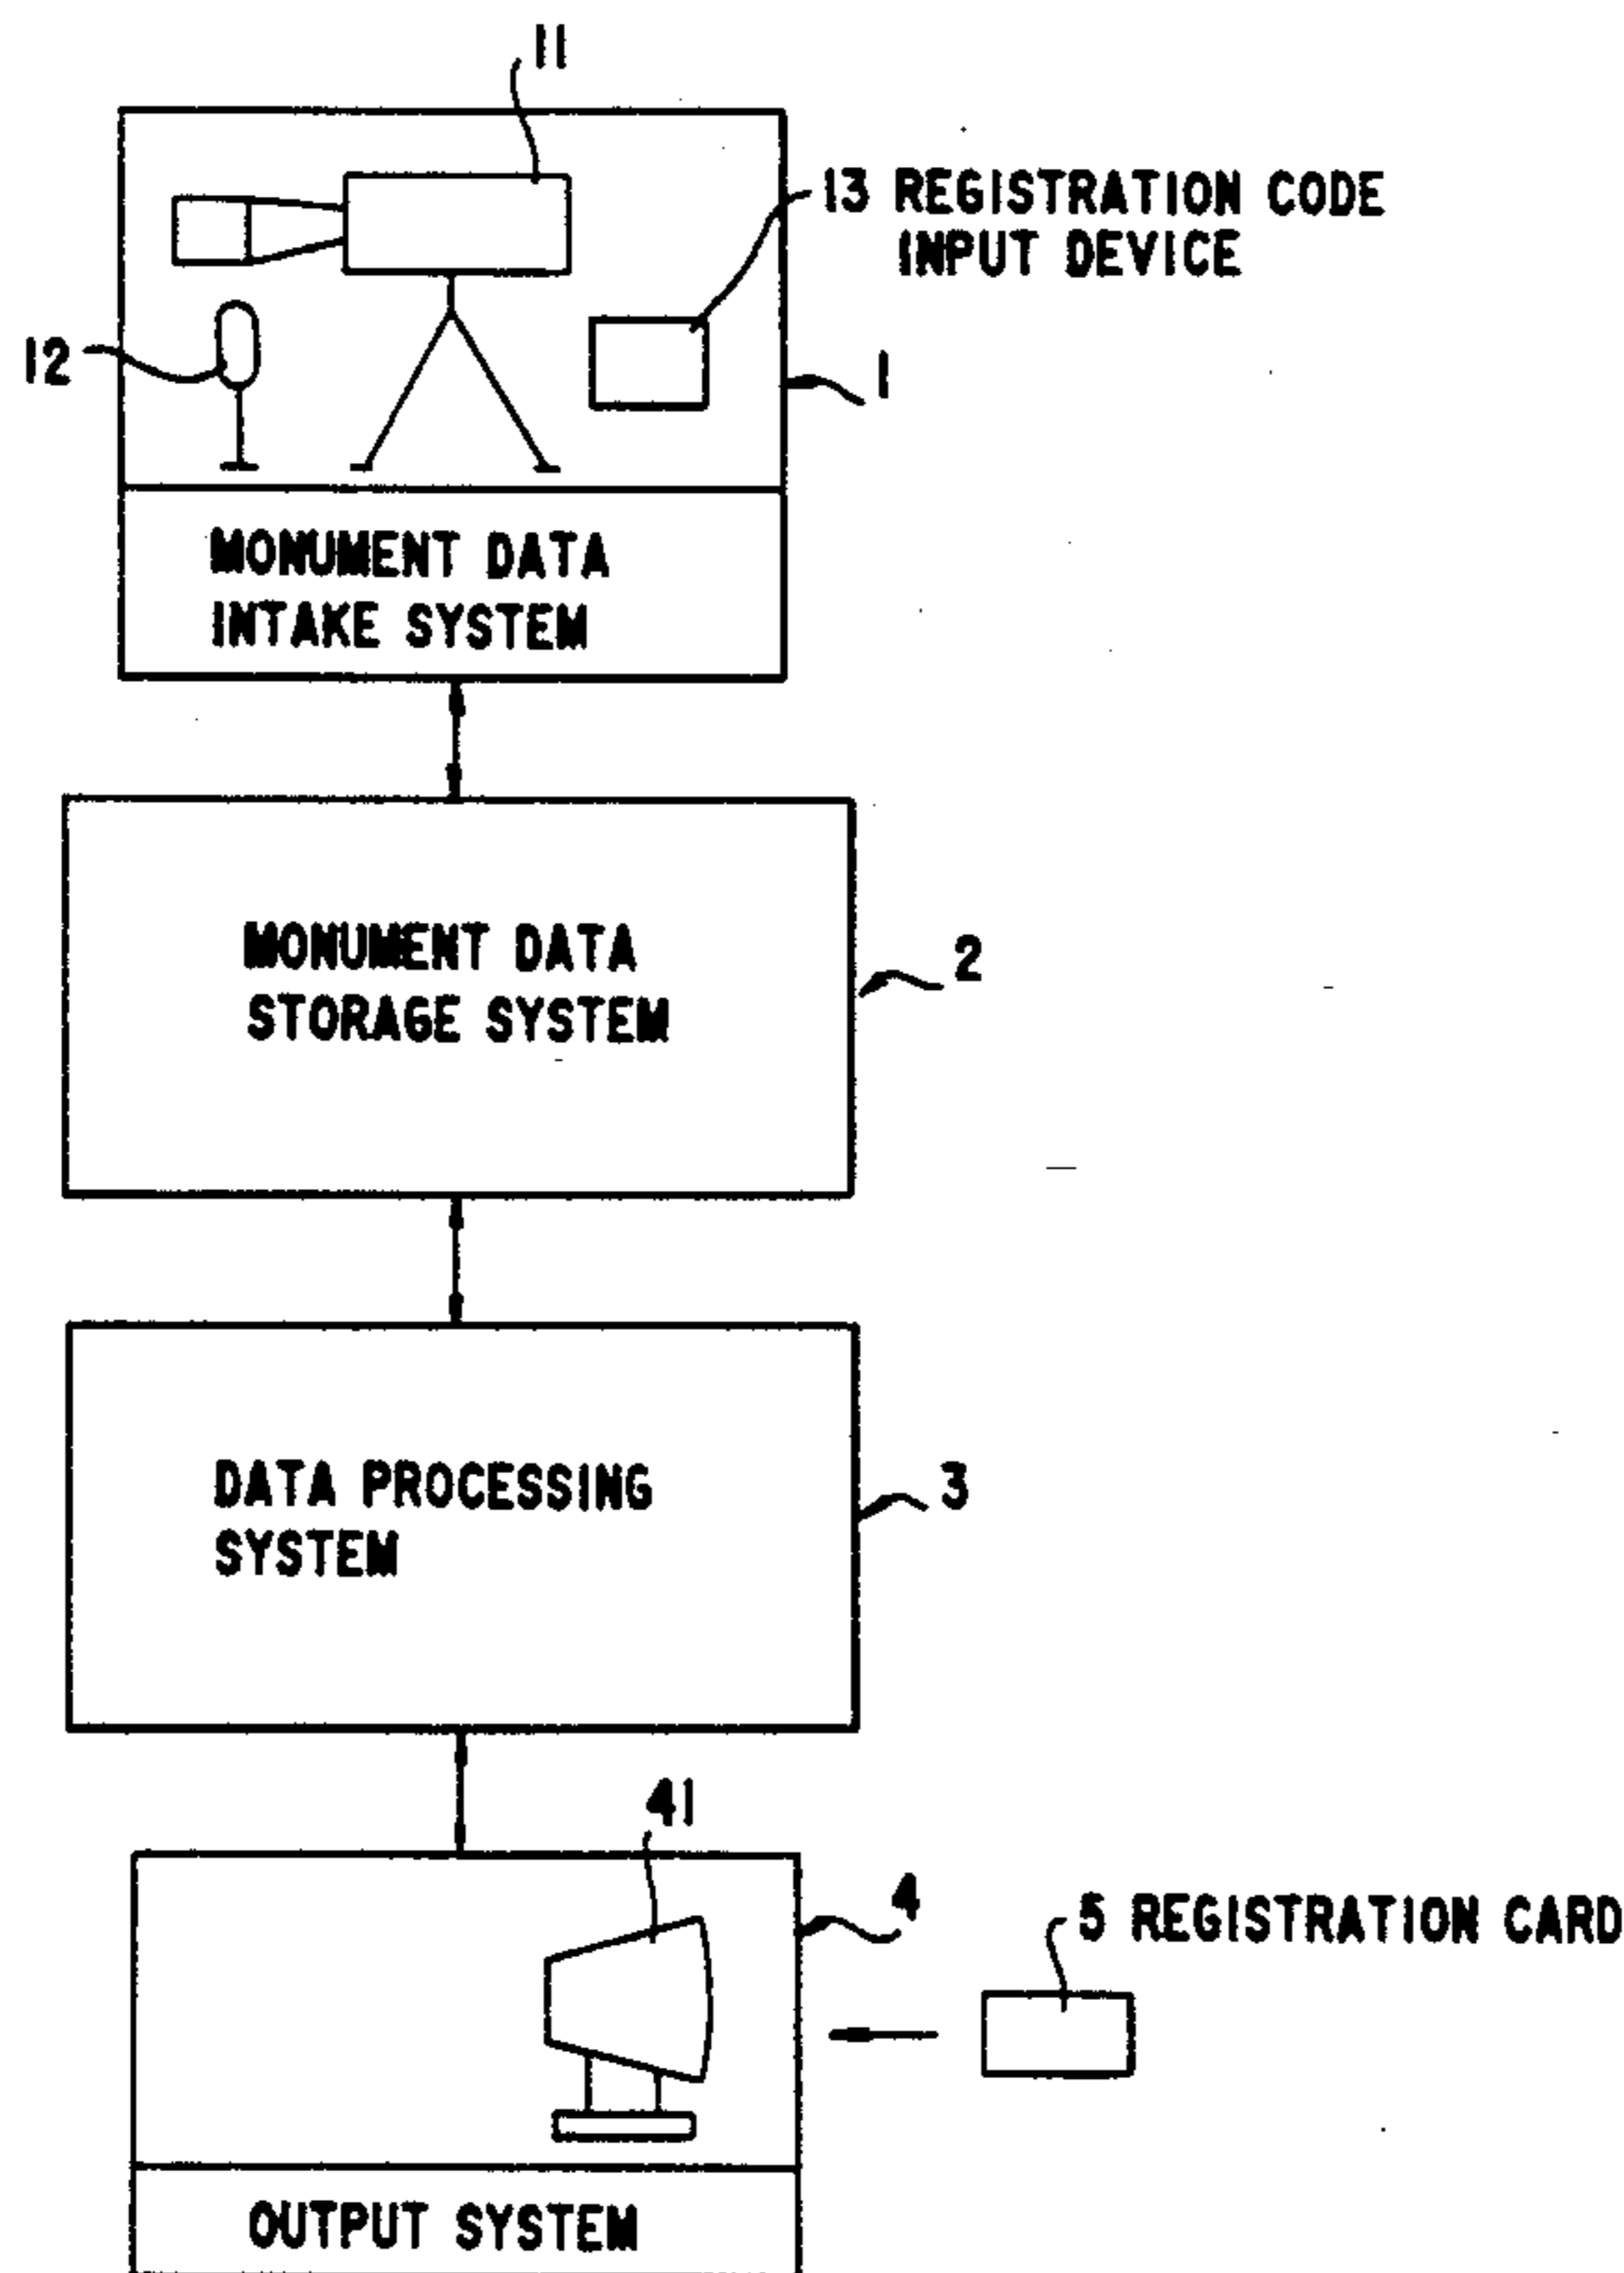 11
13 REGISTRATION CODE
INPUT DEVICE
12
1
MONUMENT DATA
INTAKE SYSTEM
MONUMENT DATA
STORAGE SYSTEM
2
DATA PROCESSING
SYSTEM
3
41
4
5 REGISTRATION CARD
OUTPUT SYSTEM